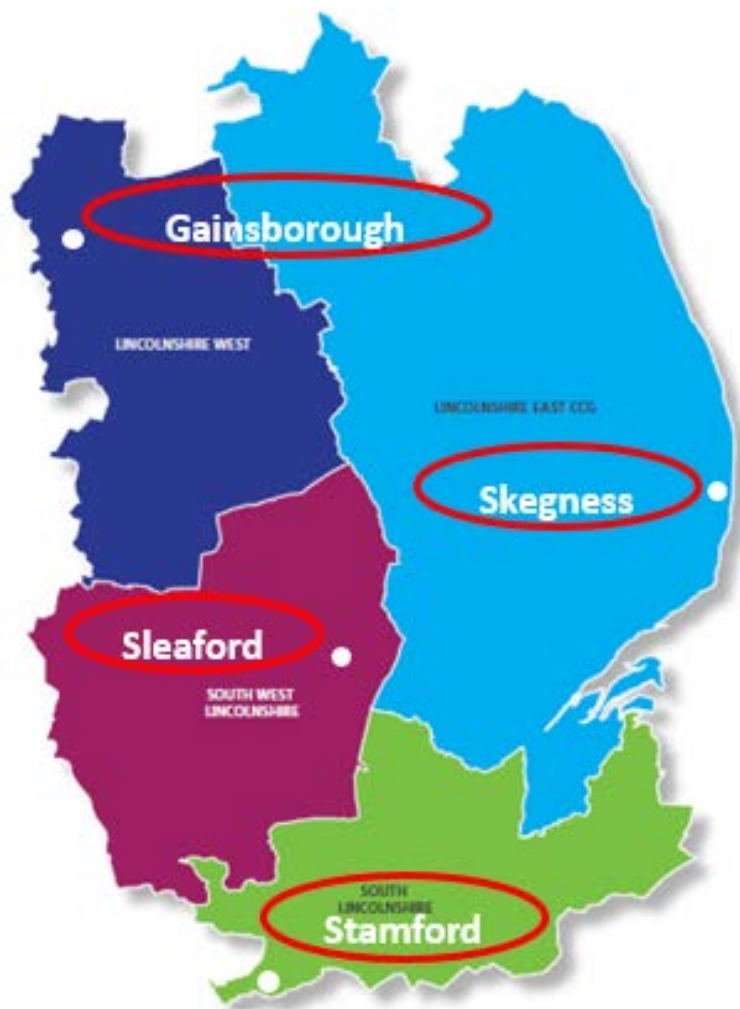 Gainsborough
LINCOLNSHIRE WEST
LINCOLNSHIRE EAST CCG
Skegness
Sleaford
SOUTH WEST
LINCOLNSHIRE
SOUTH
LINCOLNSHIRE
Stamford